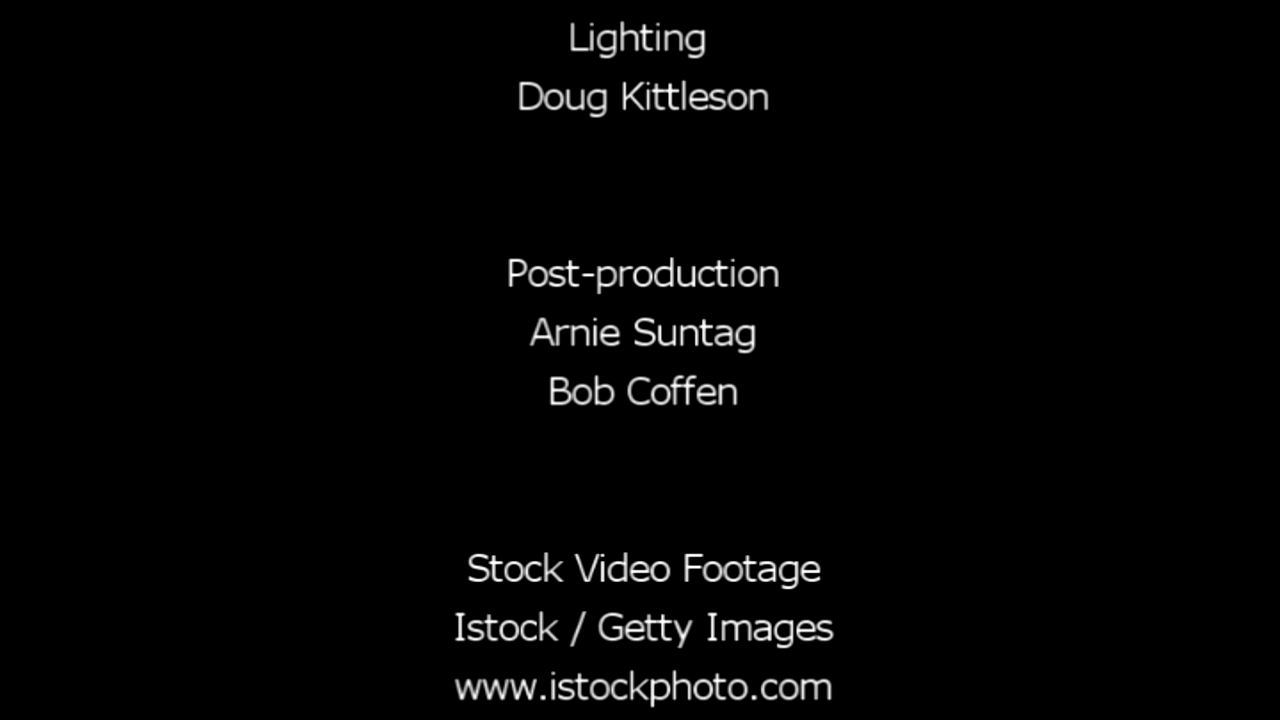 Lighting
Doug Kittleson
Post-production
Arnie Suntag
Bob Coffen
Stock Video Footage
Istock / Getty Images
www.istockphoto.com